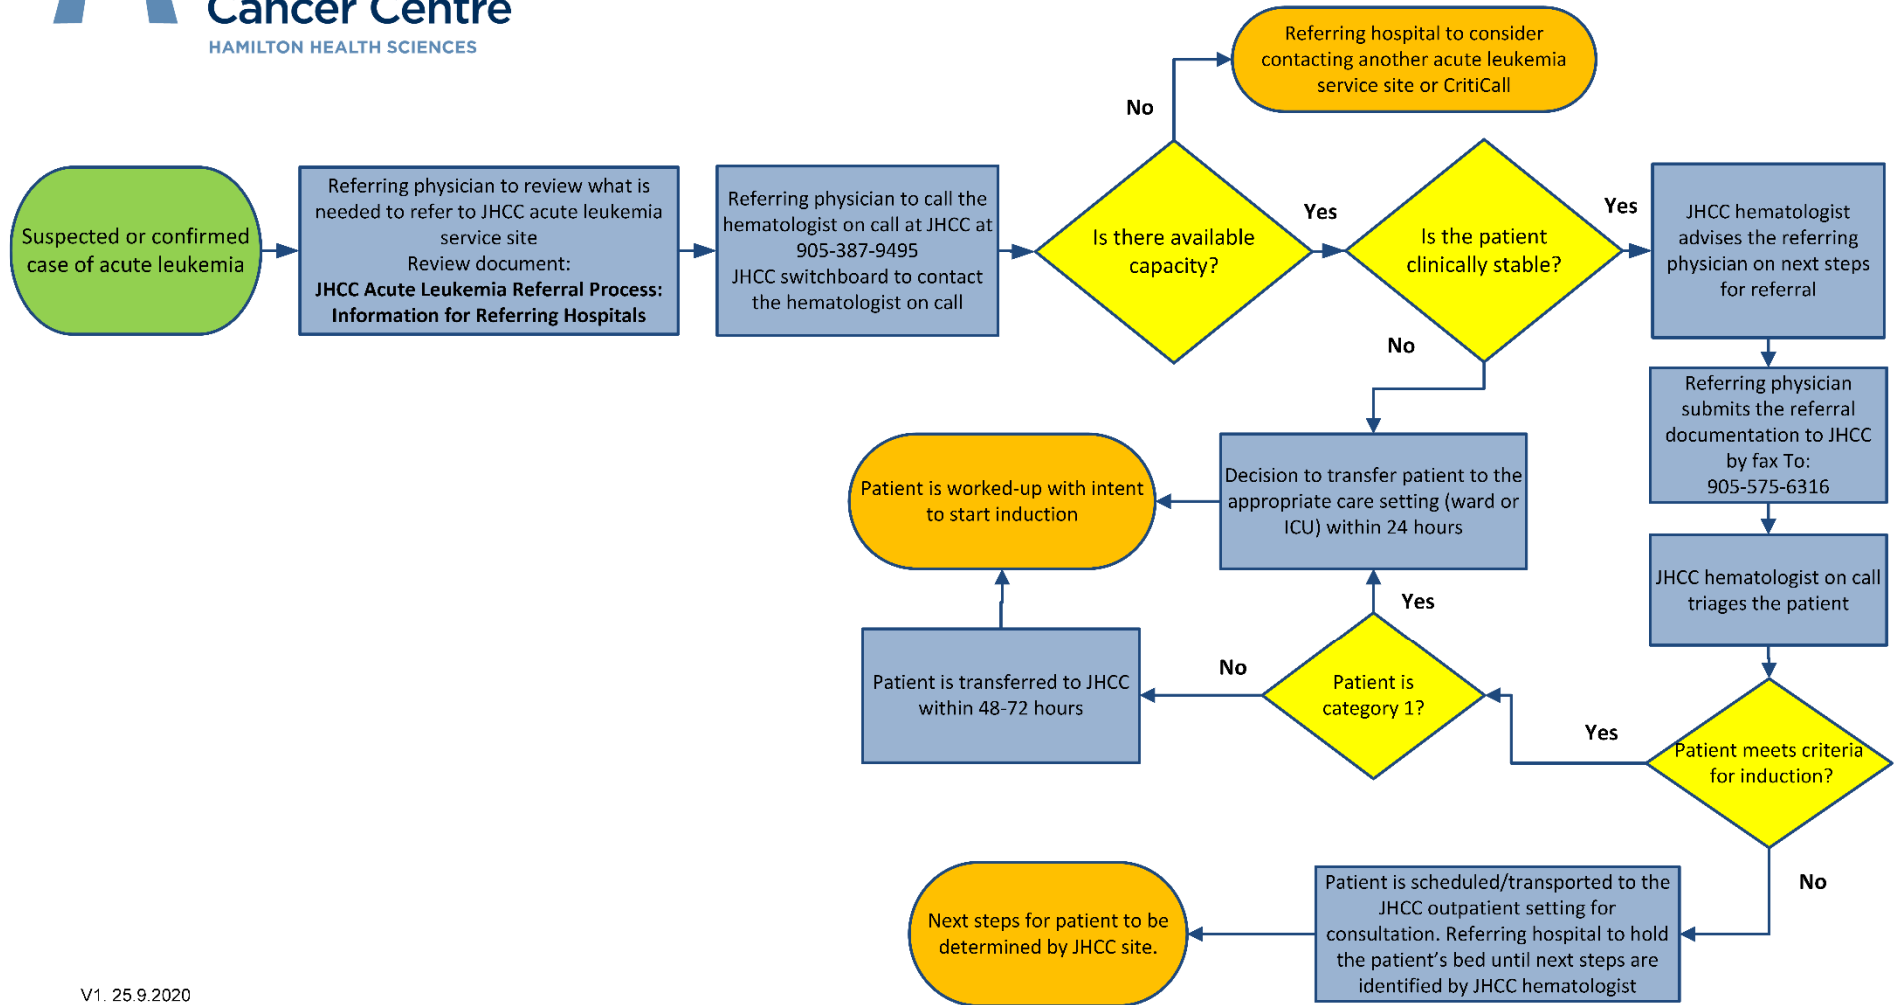 Cancer Centre
HAMILTON HEALTH SCIENCES
Referring hospital to consider
contacting another acute leukemia
service site or CritiCall
No
Suspected or confirmed
case of acute leukemia
Referring physician to review what is
needed to refer to JHCC acute leukemia
service site
Review document:
JHCC Acute Leukemia Referral Process:
Information for Referring Hospitals
Referring physician to call the
hematologist on call at JHCC at
905-387-9495
JHCC switchboard to contact
the hematologist on call
Is there available
capacity?
Yes
Is the patient
clinically stable?
Yes
JHCC hematologist
advises the referring
physician on next steps
for referral
No
Referring physician
submits the referral
documentation to JHCC
by fax To:
905-575-6316
Decision to transfer patient to the
appropriate care setting (ward or
ICU) within 24 hours
Patient is worked-up with intent
to start induction
JHCC hematologist on call
triages the patient
Yes
Patient is
category 1?
No
Patient is transferred to JHCC
within 48-72 hours
Yes
Patient meets criteria
for induction?
No
Patient is scheduled/transported to the
JHCC outpatient setting for
consultation. Referring hospital to hold
the patient’s bed until next steps are
identified by JHCC hematologist
Next steps for patient to be
determined by JHCC site.
V1. 25.9.2020